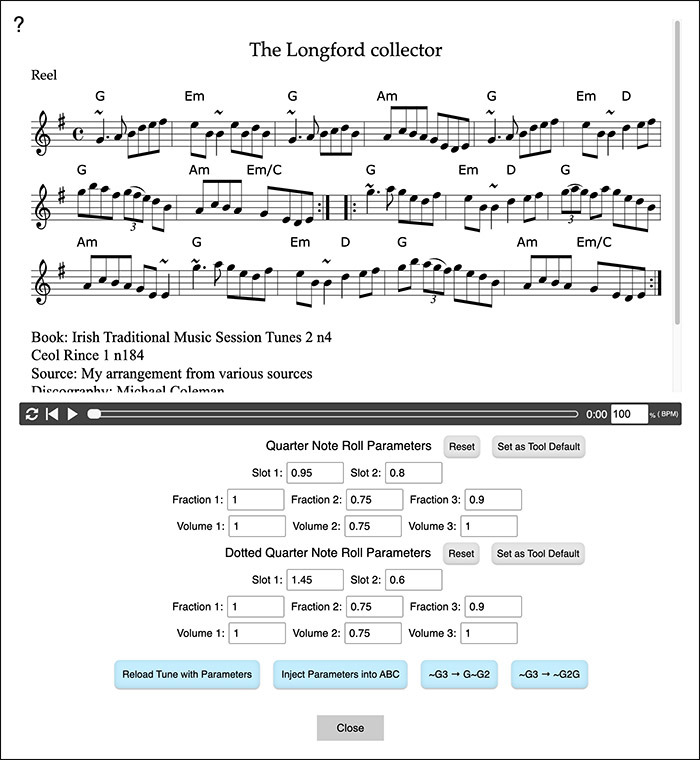 ?
The Longford collector
Reel
G Em G Am G Em D
3
G Am Em/C G Em D G
3 3
Am G Em D G Am Em/C
3
Book: Irish Traditional Music Session Tunes 2 n4
Ceol Rince 1 n184
Source: My arrangement from various sources
Discography: Michael Coleman
0:00 100 % ( BPM)
Quarter Note Roll Parameters Reset Set as Tool Default
Slot 1: 0.95 Slot 2: 0.8
Fraction 1: 1 Fraction 2: 0.75 Fraction 3: 0.9
Volume 1: 1 Volume 2: 0.75 Volume 3: 1
Dotted Quarter Note Roll Parameters Reset Set as Tool Default
Slot 1: 1.45 Slot 2: 0.6
Fraction 1: 1 Fraction 2: 0.75 Fraction 3: 0.9
Volume 1: 1 Volume 2: 0.75 Volume 3: 1
Reload Tune with Parameters Inject Parameters into ABC ~G3 → G~G2 ~G3 → ~G2G
Close